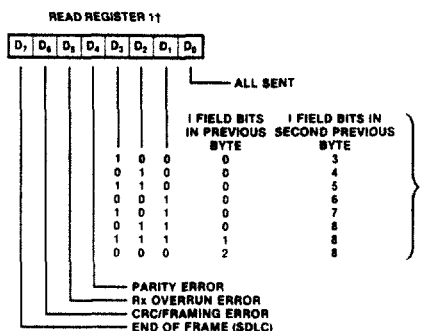 READ REGISTER 1†
D7 D6 D5 D4 D3 D2 D1 D0
ALL SENT
I FIELD BITS IN PREVIOUS BYTE
I FIELD BITS IN SECOND PREVIOUS BYTE
1 0 0 0 3
0 1 0 0 4
1 1 0 0 5
0 0 1 0 6
1 0 1 0 7
0 1 1 0 8
1 1 1 1 8
0 0 0 2 8
PARITY ERROR
Rx OVERRUN ERROR
CRC/FRAMING ERROR
END OF FRAME (SDLC)